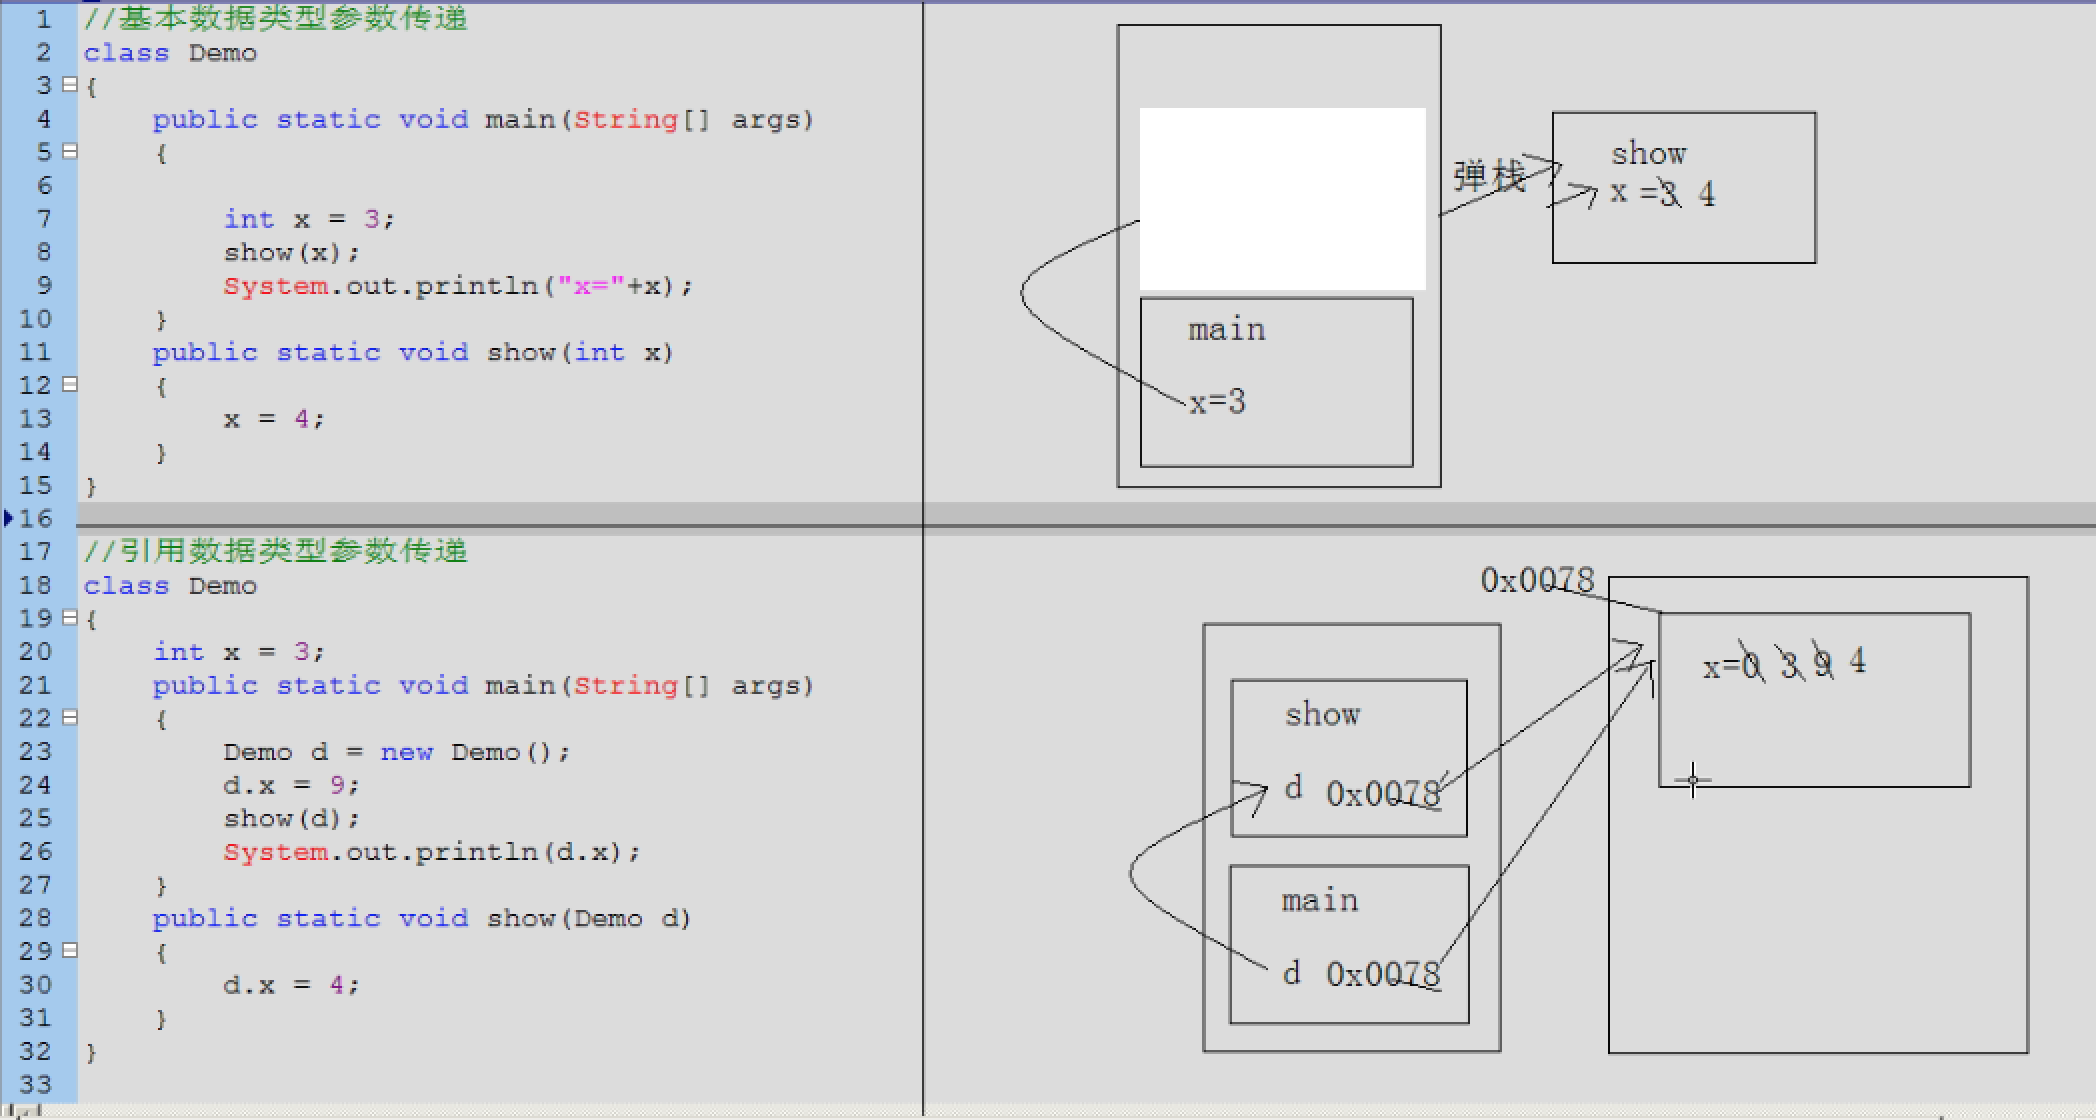 1 //基本数据类型参数传递
2 class Demo
3 {
4 public static void main(String[] args)
5 {
6
7 int x = 3;
8 show(x);
9 System.out.println("x="+x);
10 }
11 public static void show(int x)
12 {
13 x = 4;
14 }
15 }
16
17 //引用数据类型参数传递
18 class Demo
19 {
20 int x = 3;
21 public static void main(String[] args)
22 {
23 Demo d = new Demo();
24 d.x = 9;
25 show(d);
26 System.out.println(d.x);
27 }
28 public static void show(Demo d)
29 {
30 d.x = 4;
31 }
32 }
33
弹栈
show
x =3 4
main
x=3
0x0078
x=0 3 9 4
show
d 0x0078
main
d 0x0078